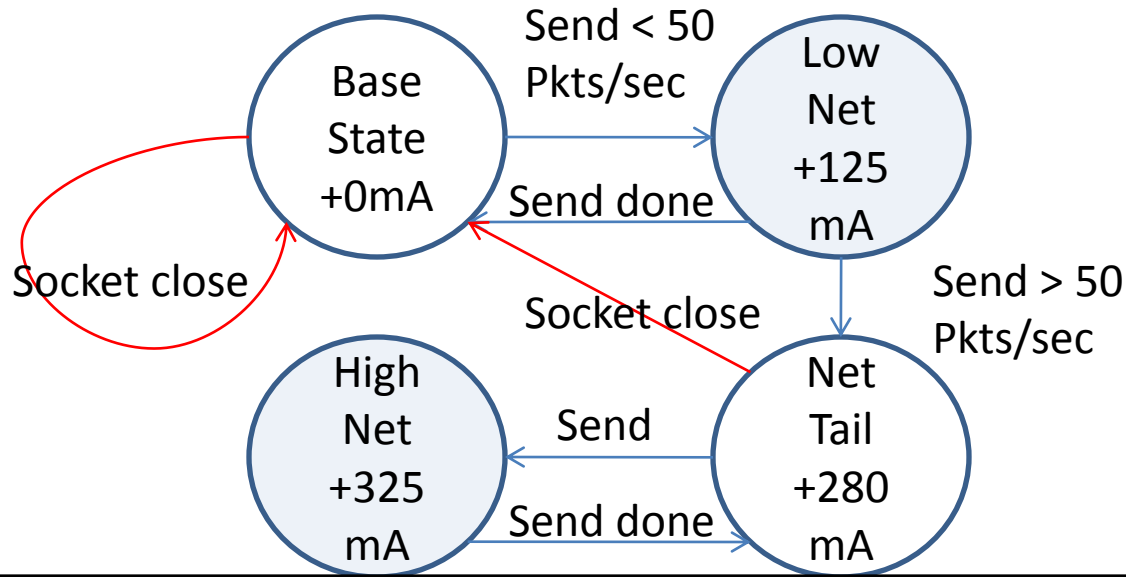 Base
State
+0mA
Send < 50
Pkts/sec
Low
Net
+125
mA
Send done
Socket close
Socket close
Send > 50
Pkts/sec
High
Net
+325
mA
Send
Send done
Net
Tail
+280
mA